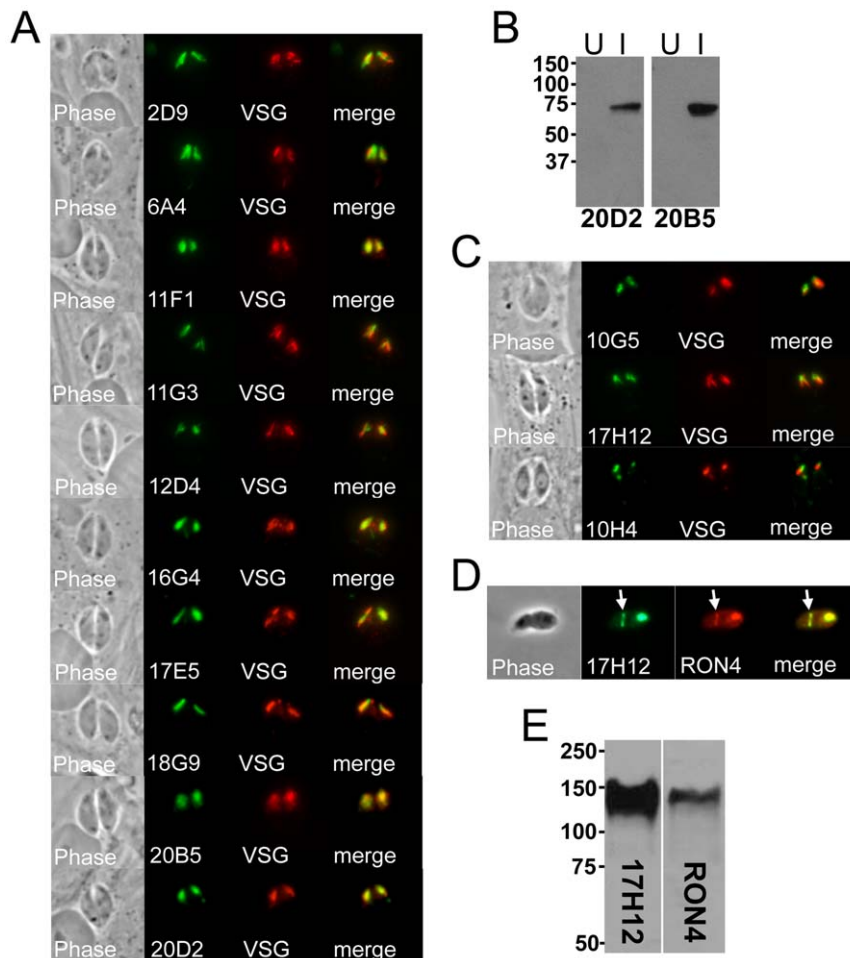 A
Phase 2D9 VSG merge
Phase 6A4 VSG merge
Phase 11F1 VSG merge
Phase 11G3 VSG merge
Phase 12D4 VSG merge
Phase 16G4 VSG merge
Phase 17E5 VSG merge
Phase 18G9 VSG merge
Phase 20B5 VSG merge
Phase 20D2 VSG merge
B
U I U I
150
100
75
50
37
20D2 20B5
C
Phase 10G5 VSG merge
Phase 17H12 VSG merge
Phase 10H4 VSG merge
D
Phase 17H12 RON4 merge
E
250
150
100
75
50
17H12 RON4